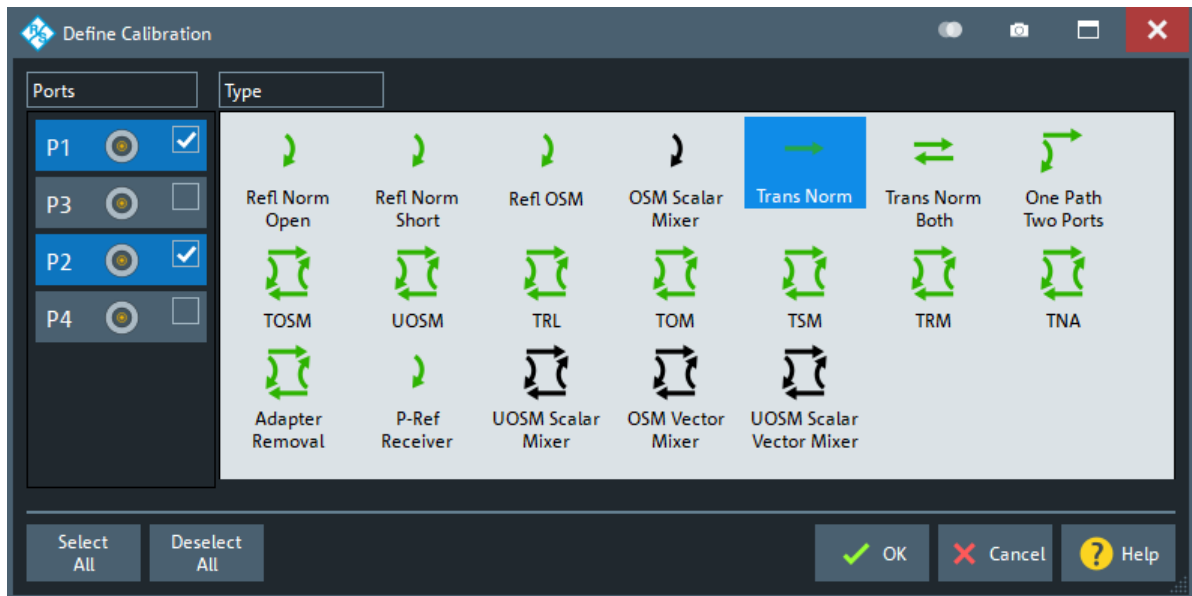 Define Calibration
Ports
Type
P1
P3
P2
P4
Refl Norm
Open
Refl Norm
Short
Refl OSM
OSM Scalar
Mixer
Trans Norm
Trans Norm
Both
One Path
Two Ports
TOSM
UOSM
TRL
TOM
TSM
TRM
TNA
Adapter
Removal
P-Ref
Receiver
UOSM Scalar
Mixer
OSM Vector
Mixer
UOSM Scalar
Vector Mixer
Select
All
Deselect
All
OK
Cancel
? Help